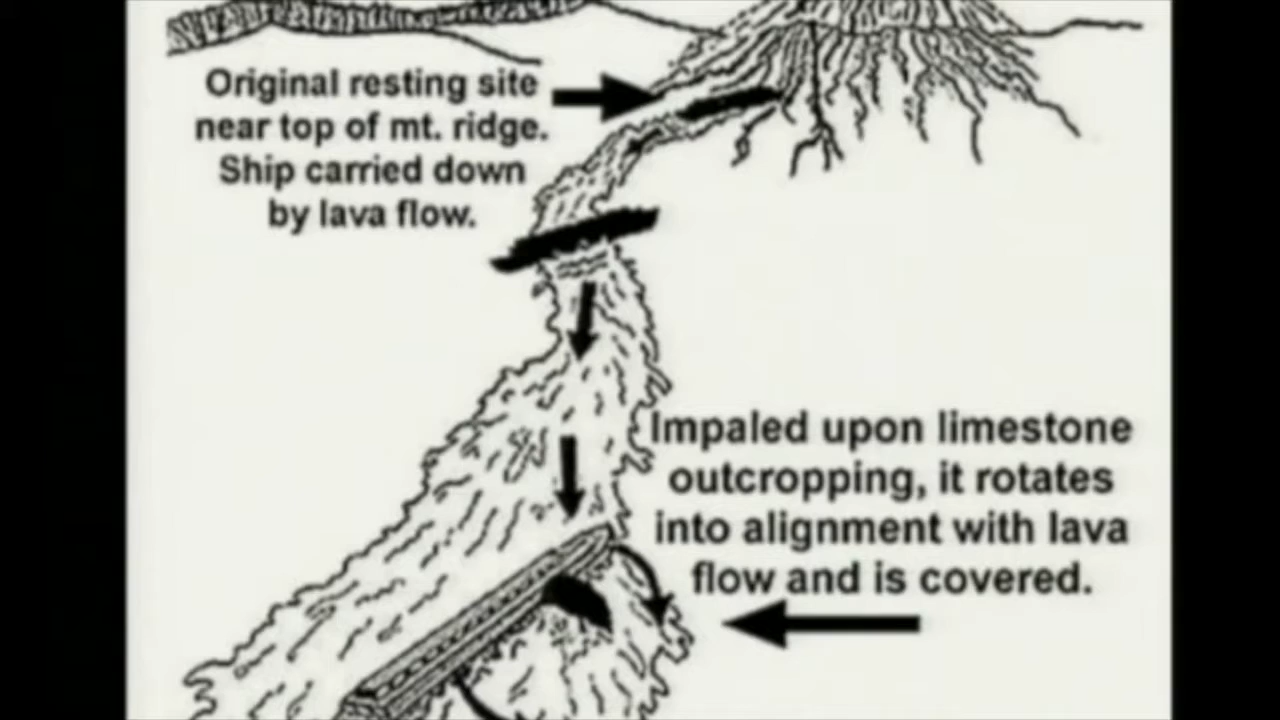 Original resting site
near top of mt. ridge.
Ship carried down
by lava flow.
Impaled upon limestone
outcropping, it rotates
into alignment with lava
flow and is covered.